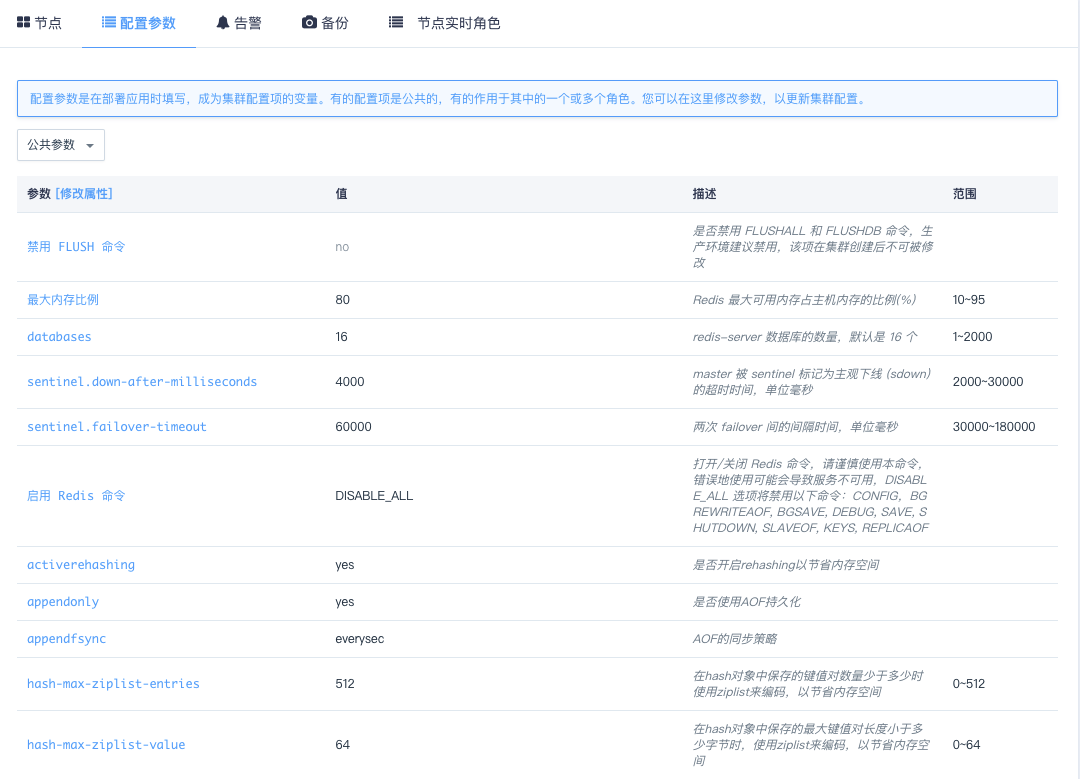 节点 配置参数 告警 备份 节点实时角色
配置参数是在部署应用时填写，成为集群配置项的变量。有的配置项是公共的，有的作用于其中的一个或多个角色。您可以在这里修改参数，以更新集群配置。
公共参数
参数 [修改属性] 值 描述 范围
是否禁用 FLUSHALL 和 FLUSHDB 命令，生
禁用 FLUSH 命令 no 产环境建议禁用，该项在集群创建后不可被修
改
最大内存比例 80 Redis 最大可用内存占主机内存的比例(%) 10~95
databases 16 redis-server 数据库的数量，默认是 16 个 1~2000
master 被 sentinel 标记为主观下线 (sdown)
sentinel.down-after-milliseconds 4000 2000~30000
的超时时间，单位毫秒
sentinel.failover-timeout 60000 两次 failover 间的间隔时间，单位毫秒 30000~180000
打开/关闭 Redis 命令，请谨慎使用本命令，
错误地使用可能会导致服务不可用，DISABL
启用 Redis 命令 DISABLE_ALL E_ALL 选项将禁用以下命令：CONFIG，BG
REWRITEAOF, BGSAVE, DEBUG, SAVE, S
HUTDOWN, SLAVEOF, KEYS, REPLICAOF
activerehashing yes 是否开启rehashing以节省内存空间
appendonly yes 是否使用AOF持久化
appendfsync everysec AOF的同步策略
在hash对象中保存的键值对数量少于多少时
hash-max-ziplist-entries 512 0~512
使用ziplist来编码，以节省内存空间
在hash对象中保存的最大键值对长度小于多
hash-max-ziplist-value 64 少字节时，使用ziplist来编码，以节省内存空 0~64
间